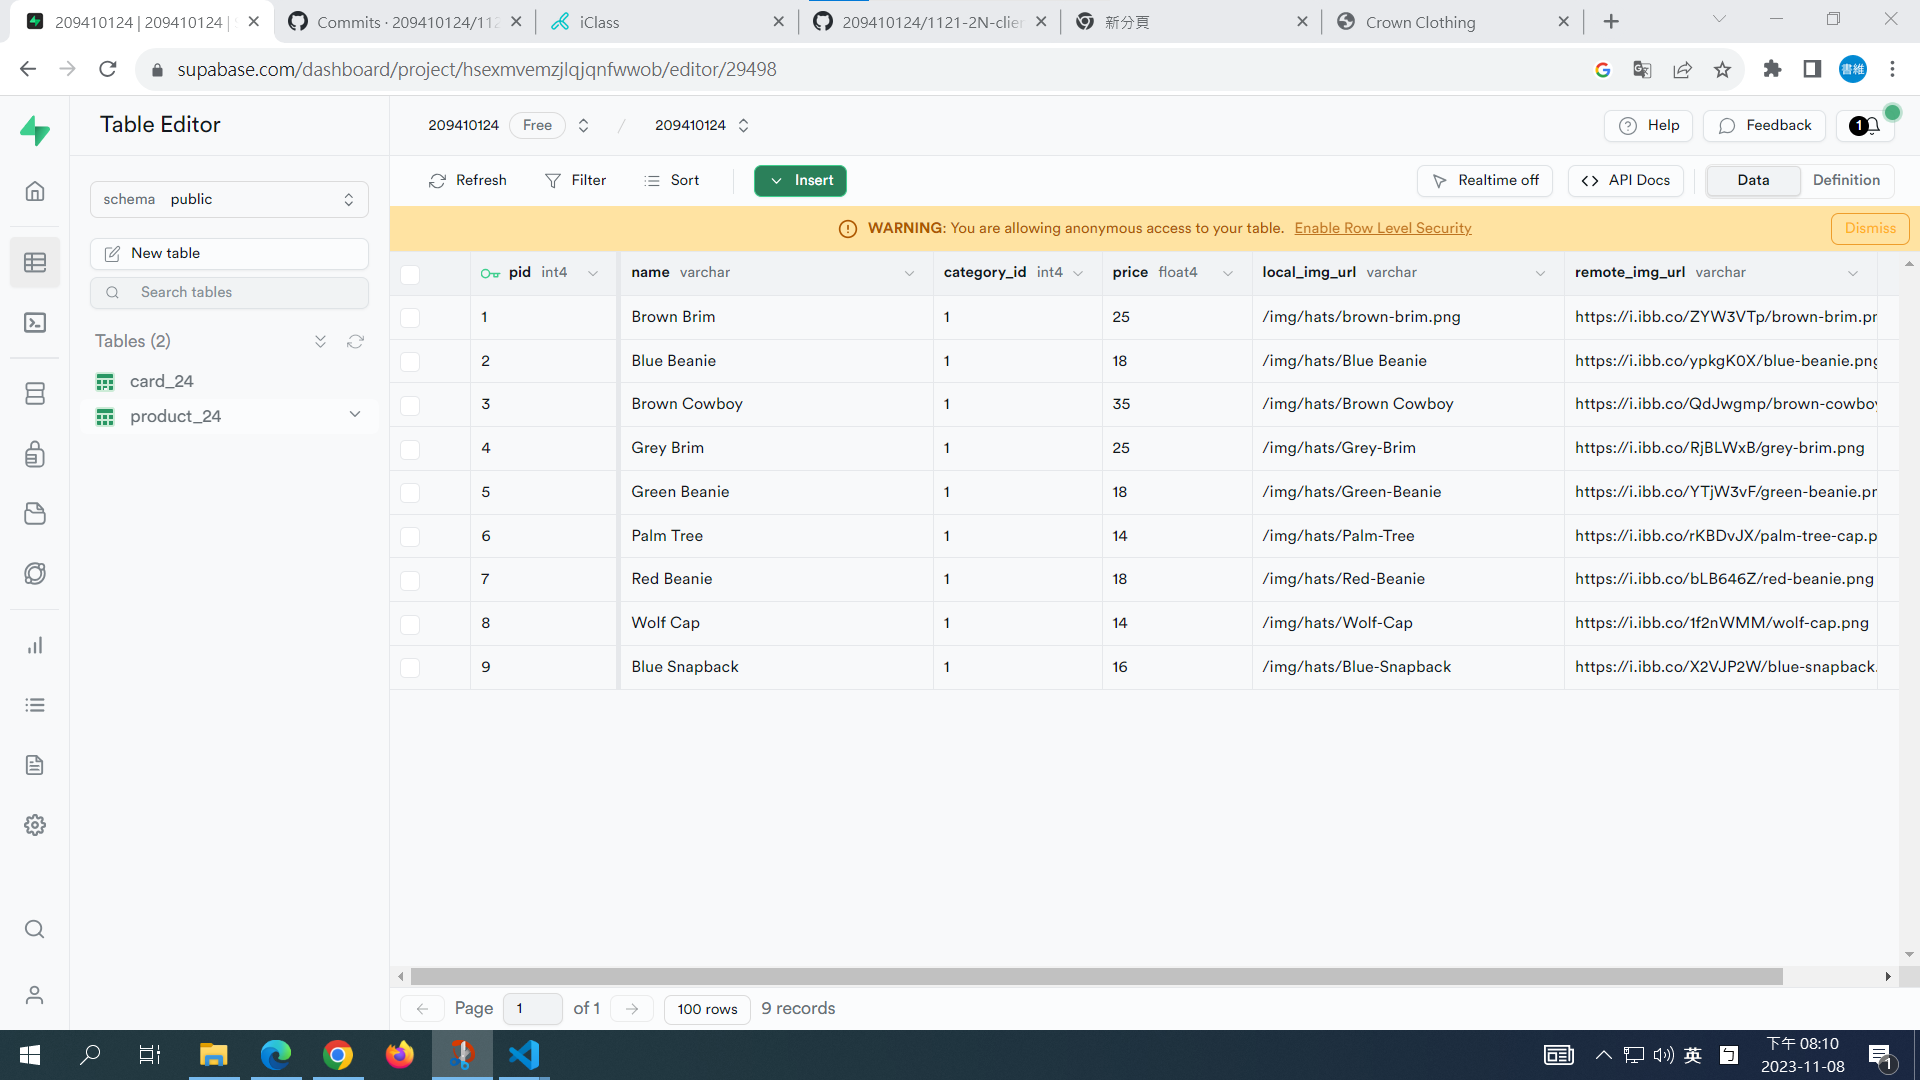 209410124 | 209410124 |
Commits · 209410124/112
iClass
209410124/1121-2N-clien
新分頁
Crown Clothing
supabase.com/dashboard/project/hsexmvemzjlqjqnfwwob/editor/29498
書維
Table Editor
209410124 Free / 209410124
Help
Feedback
1
schema public
Refresh
Filter
Sort
Insert
Realtime off
API Docs
Data
Definition
WARNING: You are allowing anonymous access to your table. Enable Row Level Security
Dismiss
New table
Search tables
Tables (2)
card_24
product_24
pid int4 name varchar category_id int4 price float4 local_img_url varchar remote_img_url varchar
1 Brown Brim 1 25 /img/hats/brown-brim.png https://i.ibb.co/ZYW3VTp/brown-brim.pn
2 Blue Beanie 1 18 /img/hats/Blue Beanie https://i.ibb.co/ypkgK0X/blue-beanie.png
3 Brown Cowboy 1 35 /img/hats/Brown Cowboy https://i.ibb.co/QdJwgmp/brown-cowboy
4 Grey Brim 1 25 /img/hats/Grey-Brim https://i.ibb.co/RjBLWxB/grey-brim.png
5 Green Beanie 1 18 /img/hats/Green-Beanie https://i.ibb.co/YTjW3vF/green-beanie.pn
6 Palm Tree 1 14 /img/hats/Palm-Tree https://i.ibb.co/rKBDvJX/palm-tree-cap.p
7 Red Beanie 1 18 /img/hats/Red-Beanie https://i.ibb.co/bLB646Z/red-beanie.png
8 Wolf Cap 1 14 /img/hats/Wolf-Cap https://i.ibb.co/1f2nWMM/wolf-cap.png
9 Blue Snapback 1 16 /img/hats/Blue-Snapback https://i.ibb.co/X2VJP2W/blue-snapback.
Page 1 of 1 100 rows 9 records
英
下午 08:10
2023-11-08
1